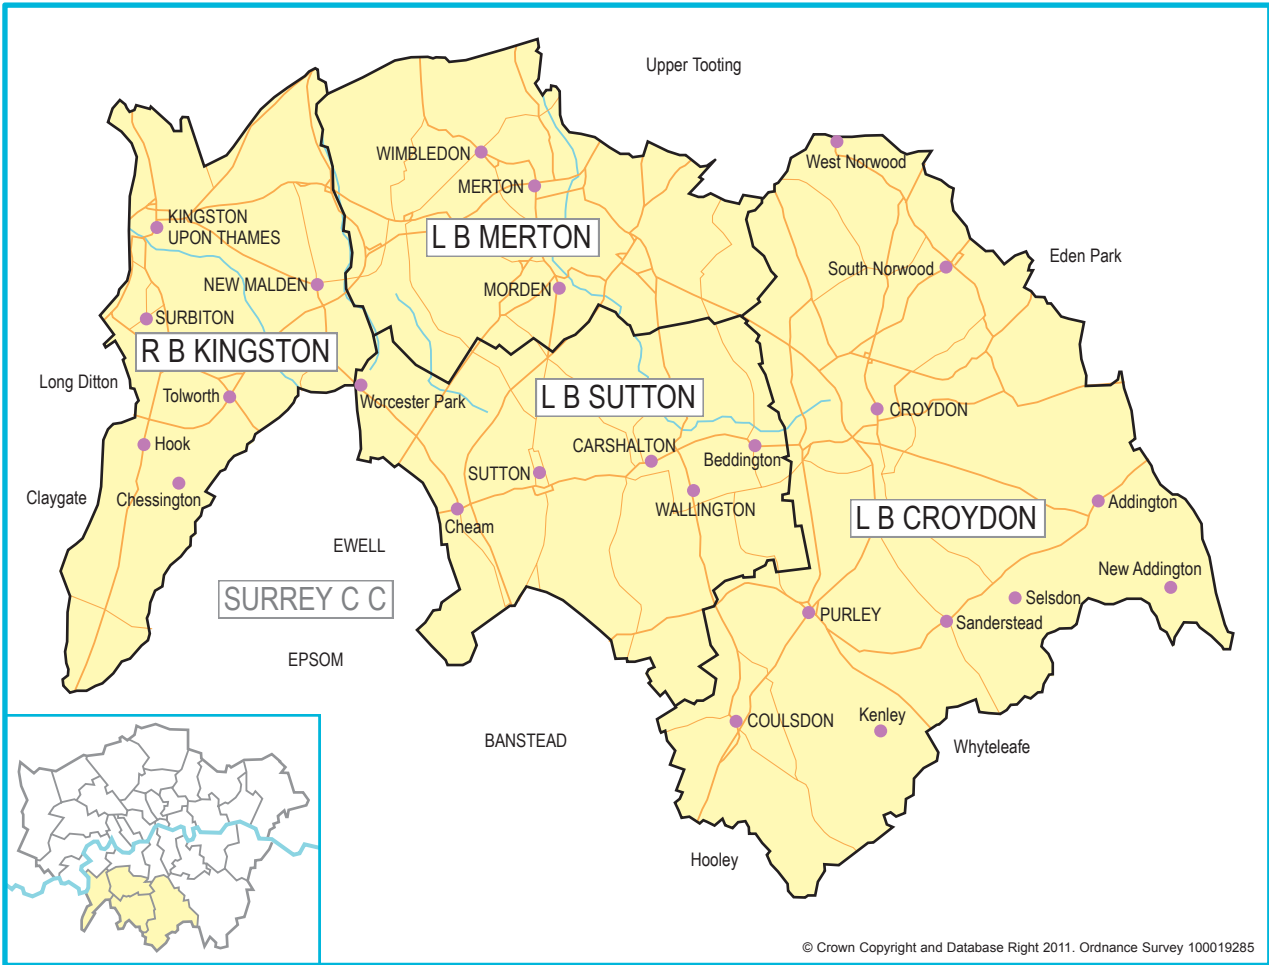 Upper Tooting
West Norwood
WIMBLEDON
MERTON
KINGSTON
UPON THAMES
L B MERTON
Eden Park
South Norwood
NEW MALDEN
MORDEN
SURBITON
R B KINGSTON
Long Ditton
Tolworth
Worcester Park
L B SUTTON
CROYDON
Hook
CARSHALTON
Beddington
SUTTON
Claygate
Chessington
WALLINGTON
Cheam
L B CROYDON
Addington
EWELL
New Addington
SURREY C C
Selsdon
PURLEY
Sanderstead
EPSOM
COULSDON
Kenley
BANSTEAD
Whyteleafe
Hooley
© Crown Copyright and Database Right 2011. Ordnance Survey 100019285